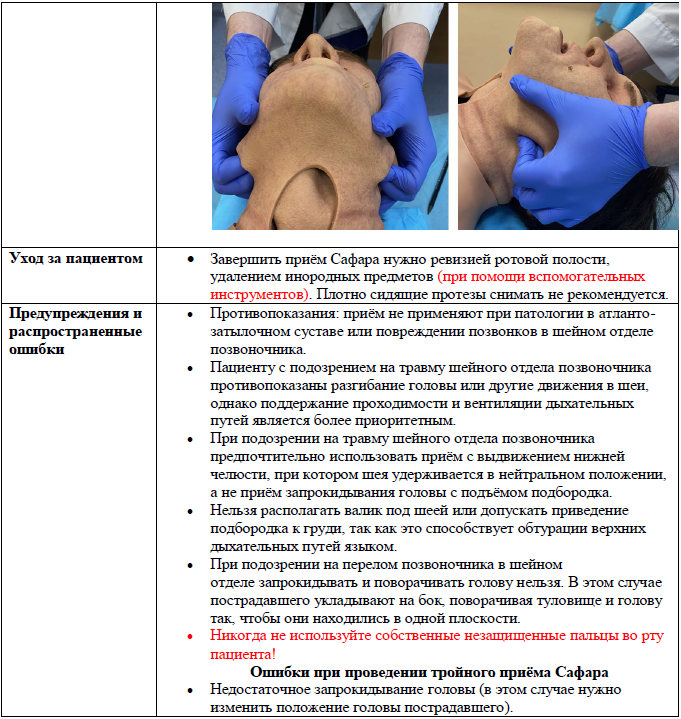 Уход за пациентом
Завершить приём Сафара нужно ревизией ротовой полости,
удалением инородных предметов (при помощи вспомогательных
инструментов). Плотно сидящие протезы снимать не рекомендуется.
Предупреждения и
распространенные
ошибки
Противопоказания: приём не применяют при патологии в атланто-
затылочном суставе или повреждении позвонков в шейном отделе
позвоночника.
Пациенту с подозрением на травму шейного отдела позвоночника
противопоказаны разгибание головы или другие движения в шеи,
однако поддержание проходимости и вентиляции дыхательных
путей является более приоритетным.
При подозрении на травму шейного отдела позвоночника
предпочтительно использовать приём с выдвижением нижней
челюсти, при котором шея удерживается в нейтральном положении,
а не приём запрокидывания головы с подъёмом подбородка.
Нельзя располагать валик под шеей или допускать приведение
подбородка к груди, так как это способствует обтурации верхних
дыхательных путей языком.
При подозрении на перелом позвоночника в шейном
отделе запрокидывать и поворачивать голову нельзя. В этом случае
пострадавшего укладывают на бок, поворачивая туловище и голову
так, чтобы они находились в одной плоскости.
Никогда не используйте собственные незащищенные пальцы во рту
пациента!
Ошибки при проведении тройного приёма Сафара
Недостаточное запрокидывание головы (в этом случае нужно
изменить положение головы пострадавшего).